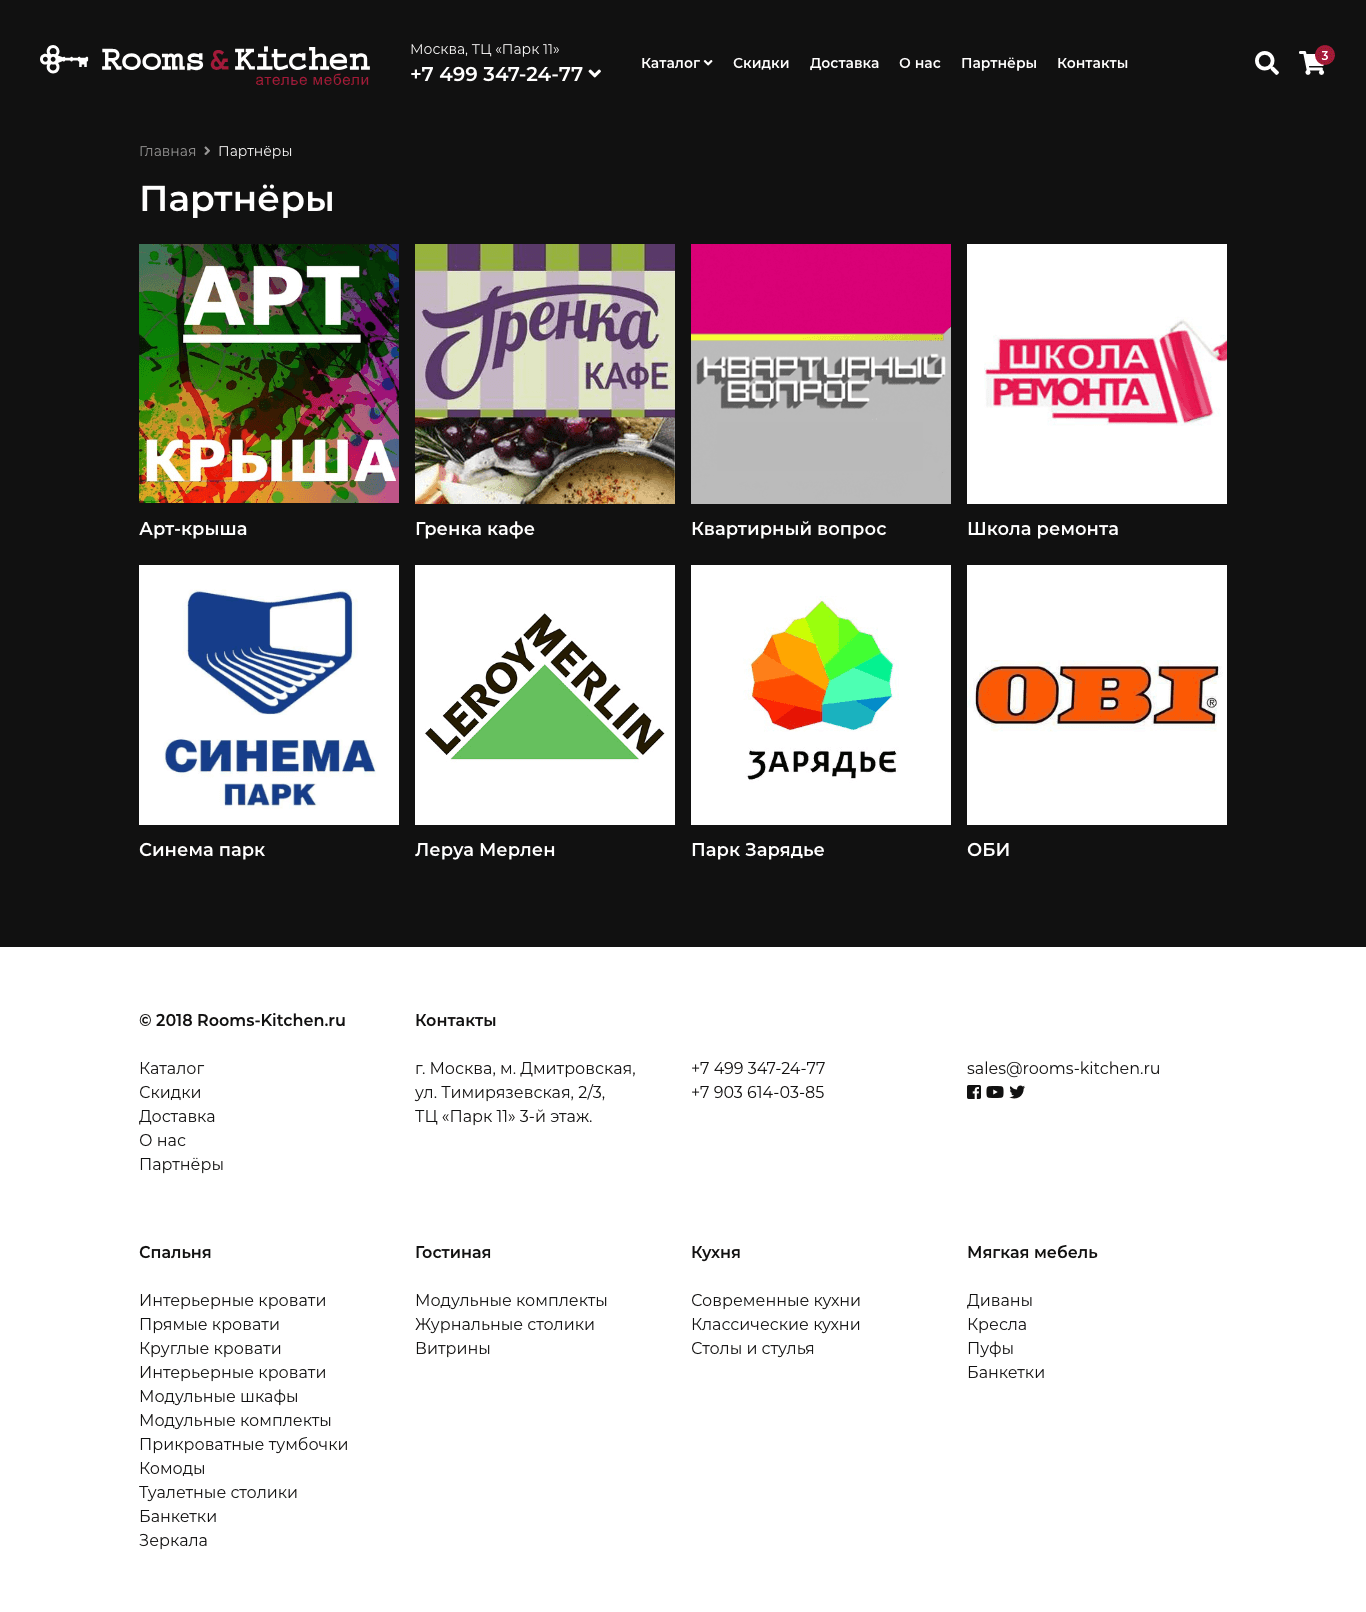 Rooms & Kitchen
ателье мебели
Москва, ТЦ «Парк 11»
+7 499 347-24-77
Каталог Скидки Доставка О нас Партнёры Контакты
3
Главная Партнёры
Партнёры
АРТ
КРЫША
Гренка
КАФЕ
КВАРТИРНЫЙ
ВОПРОС
ШКОЛА
РЕМОНТА
Арт-крыша
Гренка кафе
Квартирный вопрос
Школа ремонта
СИНЕМА
ПАРК
LEROY MERLIN
ЗАРЯДЬЕ
OBI®
Синема парк
Леруа Мерлен
Парк Зарядье
ОБИ
© 2018 Rooms-Kitchen.ru
Каталог
Скидки
Доставка
О нас
Партнёры
Контакты
г. Москва, м. Дмитровская,
ул. Тимирязевская, 2/3,
ТЦ «Парк 11» 3-й этаж.
+7 499 347-24-77
+7 903 614-03-85
sales@rooms-kitchen.ru
Спальня
Интерьерные кровати
Прямые кровати
Круглые кровати
Интерьерные кровати
Модульные шкафы
Модульные комплекты
Прикроватные тумбочки
Комоды
Туалетные столики
Банкетки
Зеркала
Гостиная
Модульные комплекты
Журнальные столики
Витрины
Кухня
Современные кухни
Классические кухни
Столы и стулья
Мягкая мебель
Диваны
Кресла
Пуфы
Банкетки